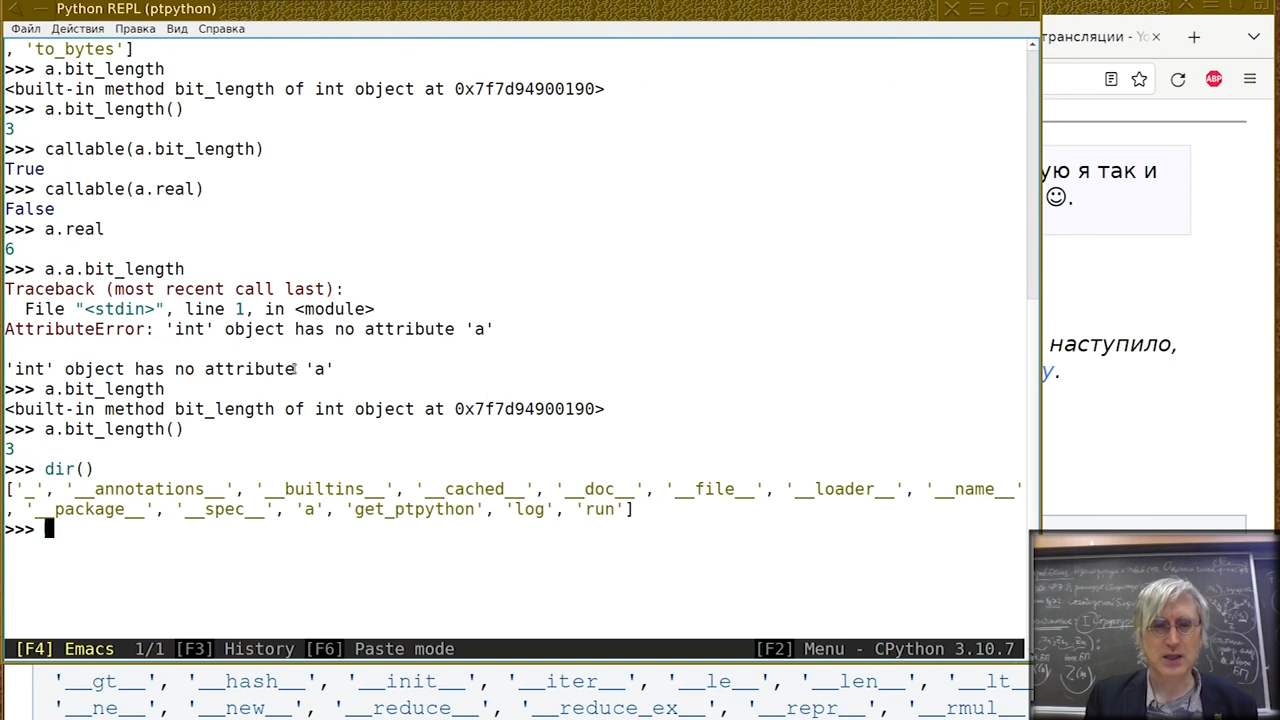 Python REPL (ptpython)
Файл Действия Правка Вид Справка
, 'to_bytes']
>>> a.bit_length
<built-in method bit_length of int object at 0x7f7d94900190>
>>> a.bit_length()
3
>>> callable(a.bit_length)
True
>>> callable(a.real)
False
>>> a.real
6
>>> a.a.bit_length
Traceback (most recent call last):
  File "<stdin>", line 1, in <module>
AttributeError: 'int' object has no attribute 'a'
'int' object has no attribute 'a'
>>> a.bit_length
<built-in method bit_length of int object at 0x7f7d94900190>
>>> a.bit_length()
3
>>> dir()
['_', '__annotations__', '__builtins__', '__cached__', '__doc__', '__file__', '__loader__', '__name__'
, '__package__', '__spec__', 'a', 'get_ptpython', 'log', 'run']
>>>
[F4] Emacs 1/1 [F3] History [F6] Paste mode [F2] Menu - CPython 3.10.7
трансляции - Yo
ABP
ую я так и
☺.
наступило,
у.
'__gt__', '__hash__', '__init__', '__iter__', '__le__', '__len__', '__lt__
'__ne__', '__new__', '__reduce__', '__reduce_ex__', '__repr__', '__rmul__